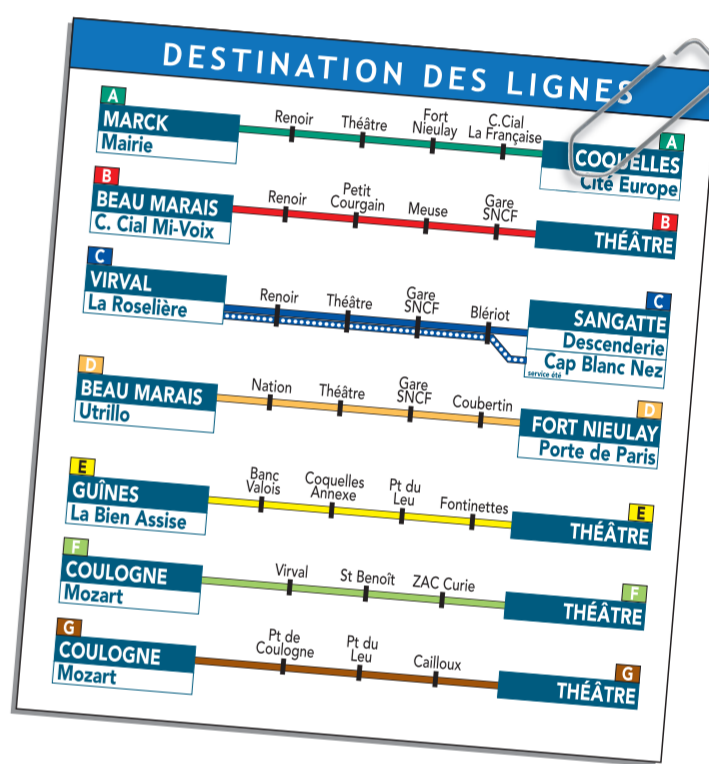 DESTINATION DES LIGNES
A
MARCK
Mairie
Renoir
Théâtre
Fort
Nieulay
C.Cial
La Française
A
COQUELLES
Cité Europe
B
BEAU MARAIS
C. Cial Mi-Voix
Renoir
Petit
Courgain
Meuse
Gare
SNCF
B
THÉÂTRE
C
VIRVAL
La Roselière
Renoir
Théâtre
Gare
SNCF
Blériot
C
SANGATTE
Descenderie
Cap Blanc Nez
service été
D
BEAU MARAIS
Utrillo
Nation
Théâtre
Gare
SNCF
Coubertin
D
FORT NIEULAY
Porte de Paris
E
GUÎNES
La Bien Assise
Banc
Valois
Coquelles
Annexe
Pt du
Leu
Fontinettes
E
THÉÂTRE
F
COULOGNE
Mozart
Virval
St Benoît
ZAC Curie
F
THÉÂTRE
G
COULOGNE
Mozart
Pt de
Coulogne
Pt du
Leu
Cailloux
G
THÉÂTRE